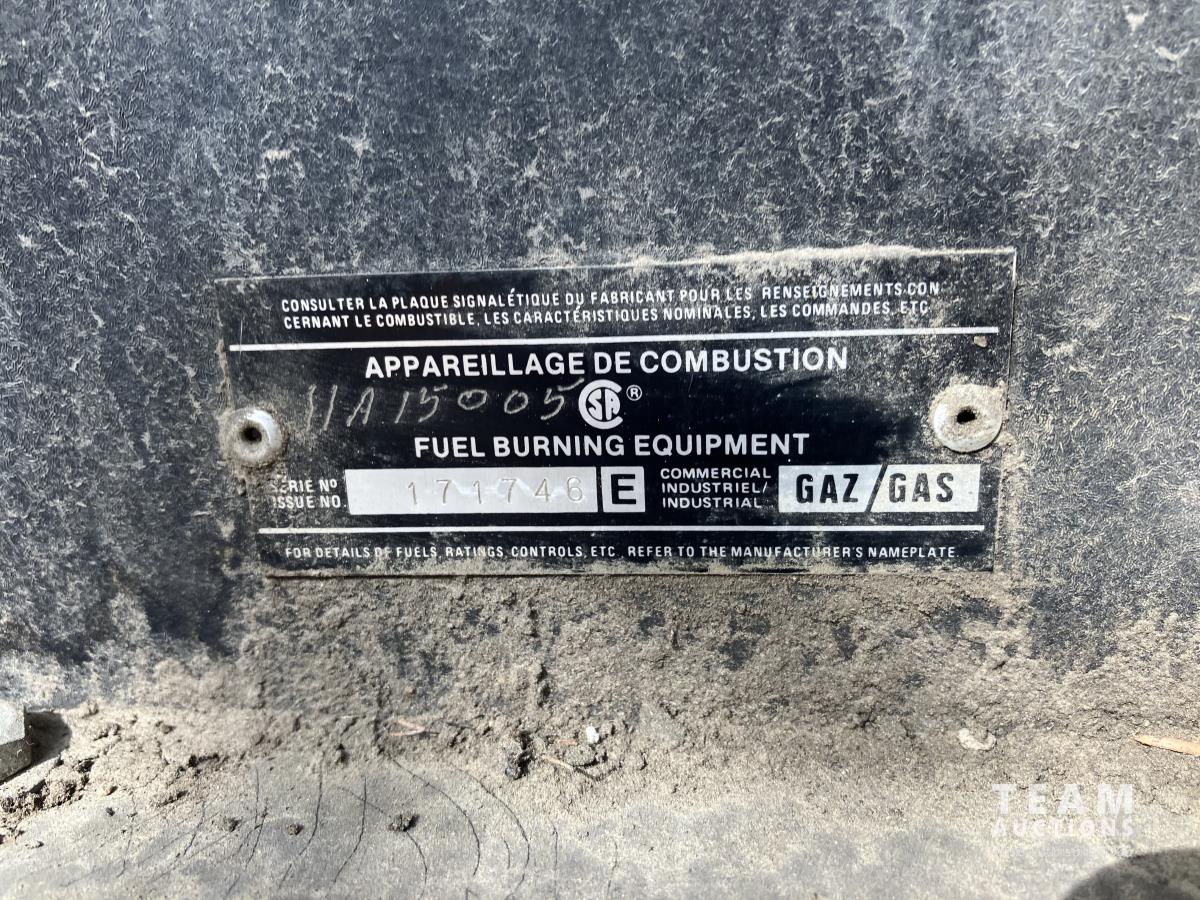 CONSULTER LA PLAQUE SIGNALÉTIQUE DU FABRICANT POUR LES RENSEIGNEMENTS CON
CERNANT LE COMBUSTIBLE, LES CARACTÉRISTIQUES NOMINALES, LES COMMANDES, ETC
APPAREILLAGE DE COMBUSTION
15005
SA ®
FUEL BURNING EQUIPMENT
SERIE Nº
ISSUE NO.
171746
E
COMMERCIAL
INDUSTRIEL/
INDUSTRIAL
GAZ/GAS
FOR DETAILS OF FUELS, RATINGS, CONTROLS, ETC. REFER TO THE MANUFACTURER'S NAMEPLATE
TEAM
AUCTIONS